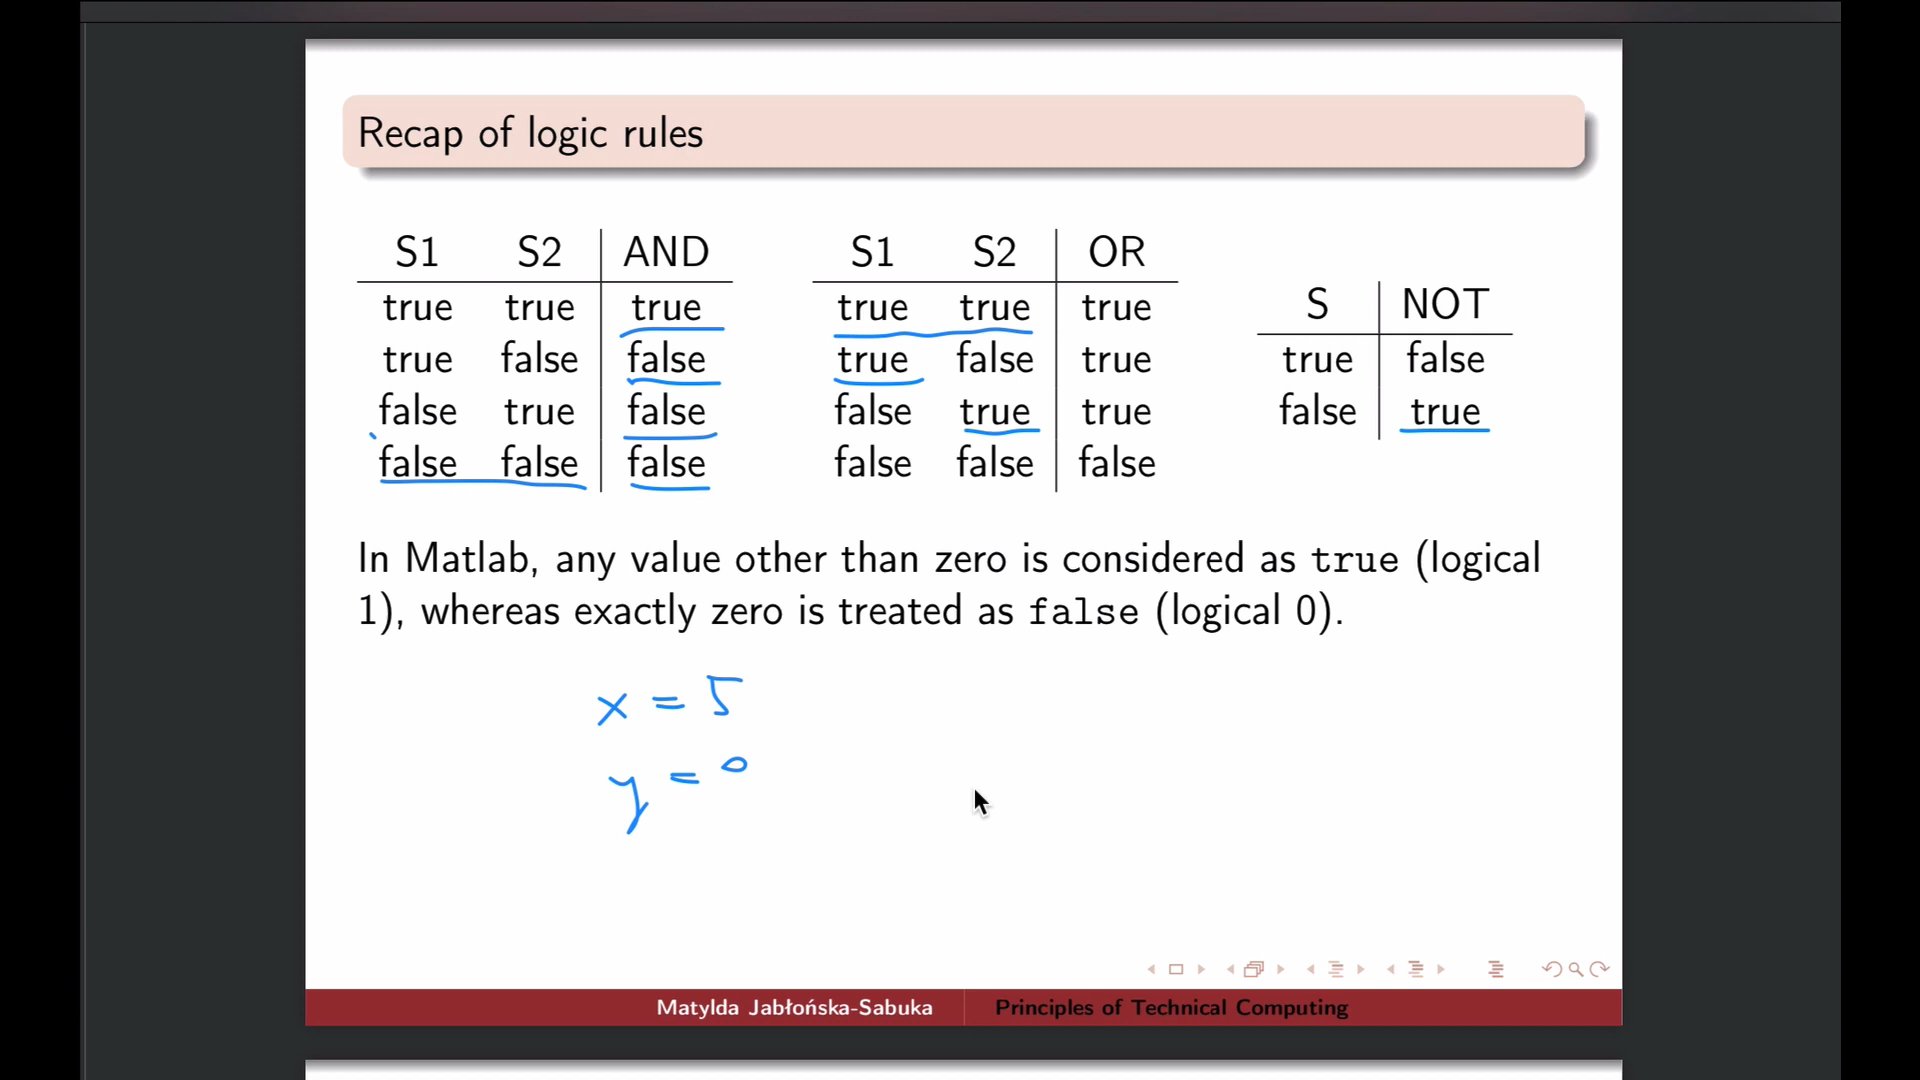 Recap of logic rules
S1 S2 AND
true true true
true false false
false true false
false false false
S1 S2 OR
true true true
true false true
false true true
false false false
S NOT
true false
false true
In Matlab, any value other than zero is considered as true (logical
1), whereas exactly zero is treated as false (logical 0).
x = 5
y = 0
Matylda Jabłońska-Sabuka Principles of Technical Computing